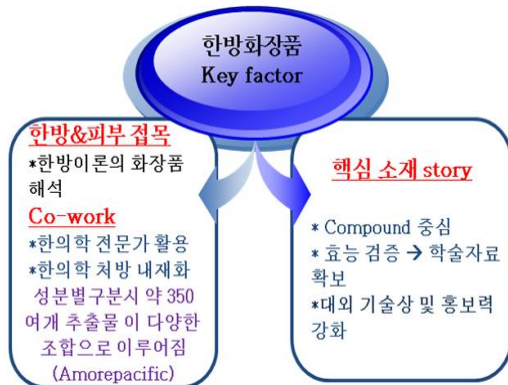 한방화장품
Key factor
한방&피부 접목
*한방이론의 화장품
해석
Co-work
*한의학 전문가 활용
*한의학 처방 내재화
성분별구분시 약 350
여개 추출물 이 다양한
조합으로 이루어짐
(Amorepacific)
핵심 소재 story
* Compound 중심
* 효능 검증 → 학술자료
확보
*대외 기술상 및 홍보력
강화